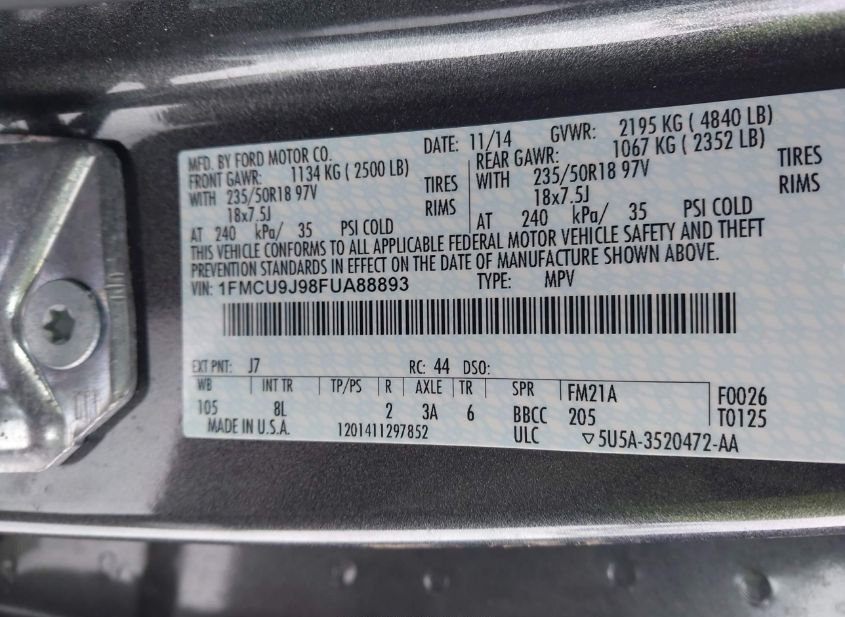 MFD. BY FORD MOTOR CO.
DATE: 11/14 GVWR: 2195 KG ( 4840 LB)
FRONT GAWR: 1134 KG ( 2500 LB)
REAR GAWR: 1067 KG ( 2352 LB)
WITH 235/50R18 97V TIRES
WITH 235/50R18 97V TIRES
18x7.5J RIMS
18x7.5J RIMS
AT 240 kPa/ 35 PSI COLD
AT 240 kPa/ 35 PSI COLD
THIS VEHICLE CONFORMS TO ALL APPLICABLE FEDERAL MOTOR VEHICLE SAFETY AND THEFT
PREVENTION STANDARDS IN EFFECT ON THE DATE OF MANUFACTURE SHOWN ABOVE.
VIN: 1FMCU9J98FUA88893 TYPE: MPV
EXT PNT: J7 RC: 44 DSO:
WB INT TR TP/PS R AXLE TR SPR FM21A F0026
105 8L 2 3A 6 BBCC 205 T0125
MADE IN U.S.A. 1201411297852 ULC ▽5U5A-3520472-AA